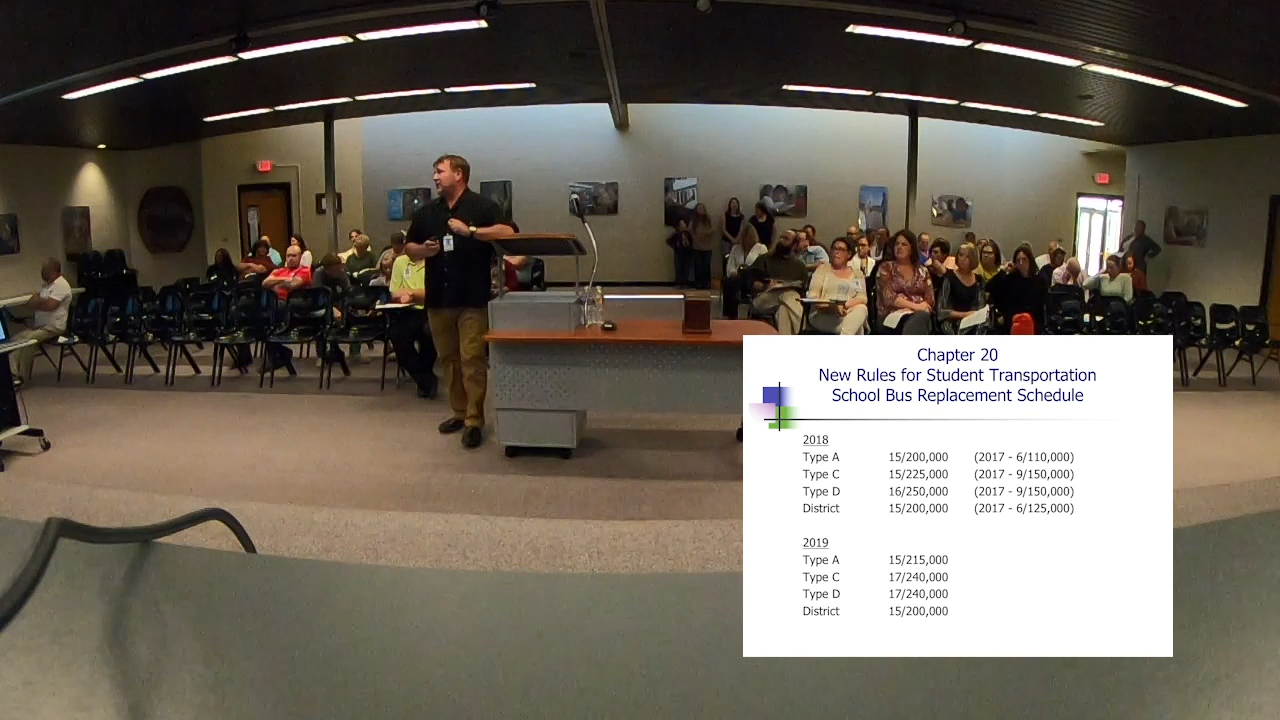 Chapter 20
New Rules for Student Transportation
School Bus Replacement Schedule
2018
Type A 15/200,000 (2017 - 6/110,000)
Type C 15/225,000 (2017 - 9/150,000)
Type D 16/250,000 (2017 - 9/150,000)
District 15/200,000 (2017 - 6/125,000)
2019
Type A 15/215,000
Type C 17/240,000
Type D 17/240,000
District 15/200,000
EXIT
EXIT